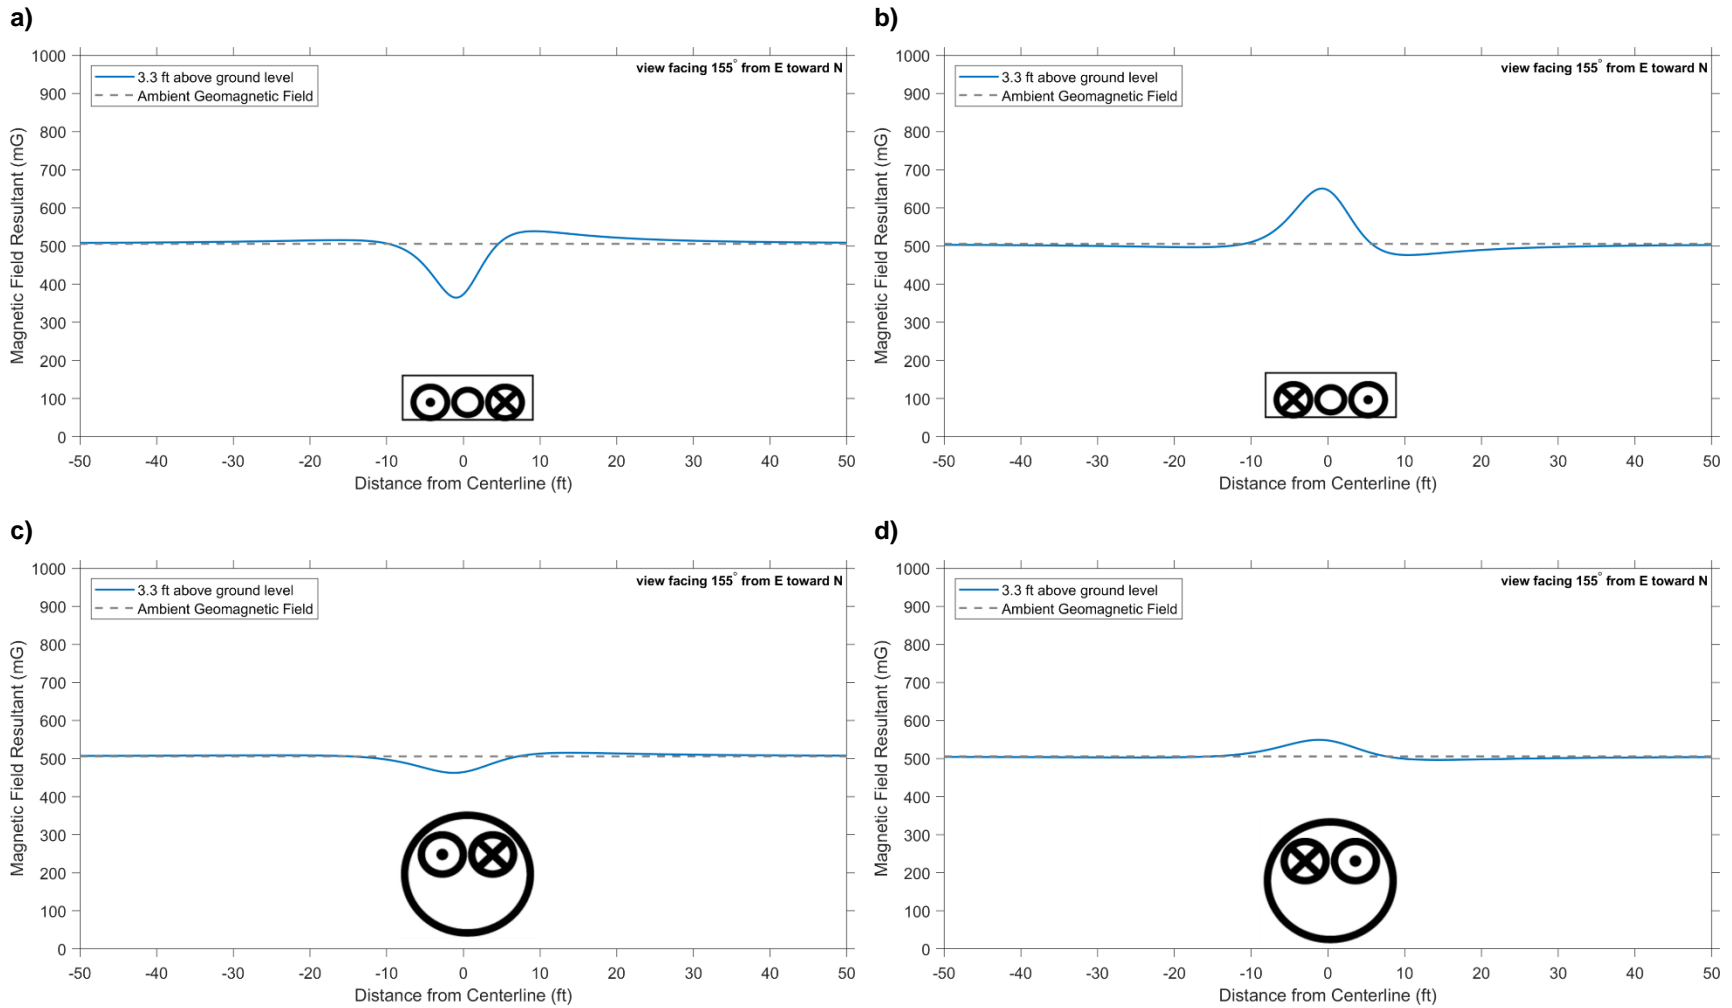 a)
1000
900
800
700
600
500
400
300
200
100
0
Magnetic Field Resultant (mG)
3.3 ft above ground level
Ambient Geomagnetic Field
view facing 155° from E toward N
-50 -40 -30 -20 -10 0 10 20 30 40 50
Distance from Centerline (ft)
b)
1000
900
800
700
600
500
400
300
200
100
0
Magnetic Field Resultant (mG)
3.3 ft above ground level
Ambient Geomagnetic Field
view facing 155° from E toward N
-50 -40 -30 -20 -10 0 10 20 30 40 50
Distance from Centerline (ft)
c)
1000
900
800
700
600
500
400
300
200
100
0
Magnetic Field Resultant (mG)
3.3 ft above ground level
Ambient Geomagnetic Field
view facing 155° from E toward N
-50 -40 -30 -20 -10 0 10 20 30 40 50
Distance from Centerline (ft)
d)
1000
900
800
700
600
500
400
300
200
100
0
Magnetic Field Resultant (mG)
3.3 ft above ground level
Ambient Geomagnetic Field
view facing 155° from E toward N
-50 -40 -30 -20 -10 0 10 20 30 40 50
Distance from Centerline (ft)